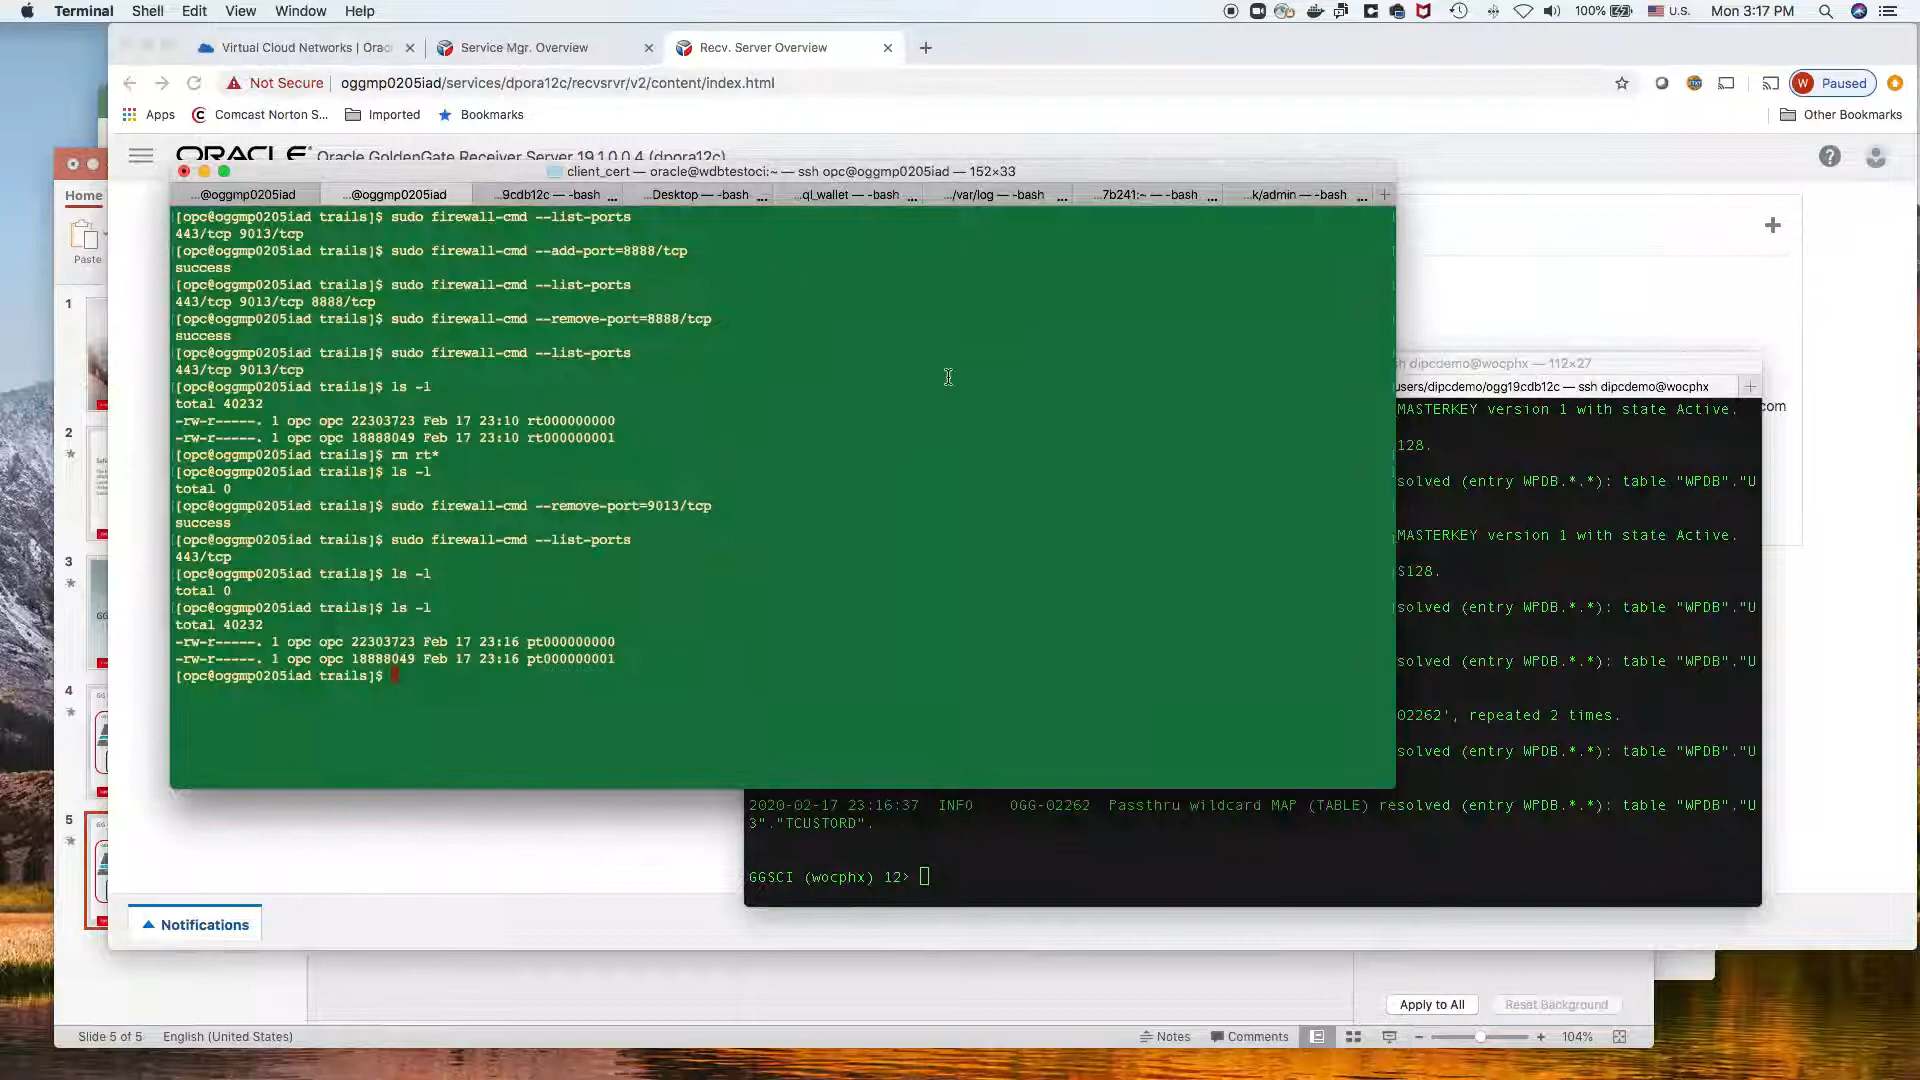 Terminal Shell Edit View Window Help 100% U.S. Mon 3:17 PM
Virtual Cloud Networks | Orac
Service Mgr. Overview
Recv. Server Overview
Not Secure oggmp0205iad/services/dpora12c/recvsrvr/v2/content/index.html Paused
Apps Comcast Norton S... Imported Bookmarks Other Bookmarks
ORACLE Oracle GoldenGate Receiver Server 19.1.0.0.4 (dpora12c)
client_cert — oracle@wdbtestoci:~ — ssh opc@oggmp0205iad — 152×33
...@oggmp0205iad ...@oggmp0205iad ...9cdb12c — -bash ... ...Desktop — -bash ... ...ql_wallet — -bash ... .../var/log — -bash ... ...7b241:~ — -bash ... ...k/admin — -bash ...
[opc@oggmp0205iad trails]$ sudo firewall-cmd --list-ports
443/tcp 9013/tcp
[opc@oggmp0205iad trails]$ sudo firewall-cmd --add-port=8888/tcp
success
[opc@oggmp0205iad trails]$ sudo firewall-cmd --list-ports
443/tcp 9013/tcp 8888/tcp
[opc@oggmp0205iad trails]$ sudo firewall-cmd --remove-port=8888/tcp
success
[opc@oggmp0205iad trails]$ sudo firewall-cmd --list-ports
443/tcp 9013/tcp
[opc@oggmp0205iad trails]$ ls -l
total 40232
-rw-r-----. 1 opc opc 22303723 Feb 17 23:10 rt000000000
-rw-r-----. 1 opc opc 18888049 Feb 17 23:10 rt000000001
[opc@oggmp0205iad trails]$ rm rt*
[opc@oggmp0205iad trails]$ ls -l
total 0
[opc@oggmp0205iad trails]$ sudo firewall-cmd --remove-port=9013/tcp
success
[opc@oggmp0205iad trails]$ sudo firewall-cmd --list-ports
443/tcp
[opc@oggmp0205iad trails]$ ls -l
total 0
[opc@oggmp0205iad trails]$ ls -l
total 40232
-rw-r-----. 1 opc opc 22303723 Feb 17 23:16 pt000000000
-rw-r-----. 1 opc opc 18888049 Feb 17 23:16 pt000000001
[opc@oggmp0205iad trails]$
sh dipcdemo@wocphx — 112×27
users/dipcdemo/ogg19cdb12c — ssh dipcdemo@wocphx
com
MASTERKEY version 1 with state Active.
128.
solved (entry WPDB.*.*): table "WPDB"."U
MASTERKEY version 1 with state Active.
S128.
solved (entry WPDB.*.*): table "WPDB"."U
solved (entry WPDB.*.*): table "WPDB"."U
02262', repeated 2 times.
solved (entry WPDB.*.*): table "WPDB"."U
2020-02-17 23:16:37 INFO OGG-02262 Passthru wildcard MAP (TABLE) resolved (entry WPDB.*.*): table "WPDB"."U
3"."TCUSTORD".
GGSCI (wocphx) 12>
Home
Paste
1
2
3
4
5
Notifications
Apply to All Reset Background
Slide 5 of 5 English (United States) Notes Comments 104%